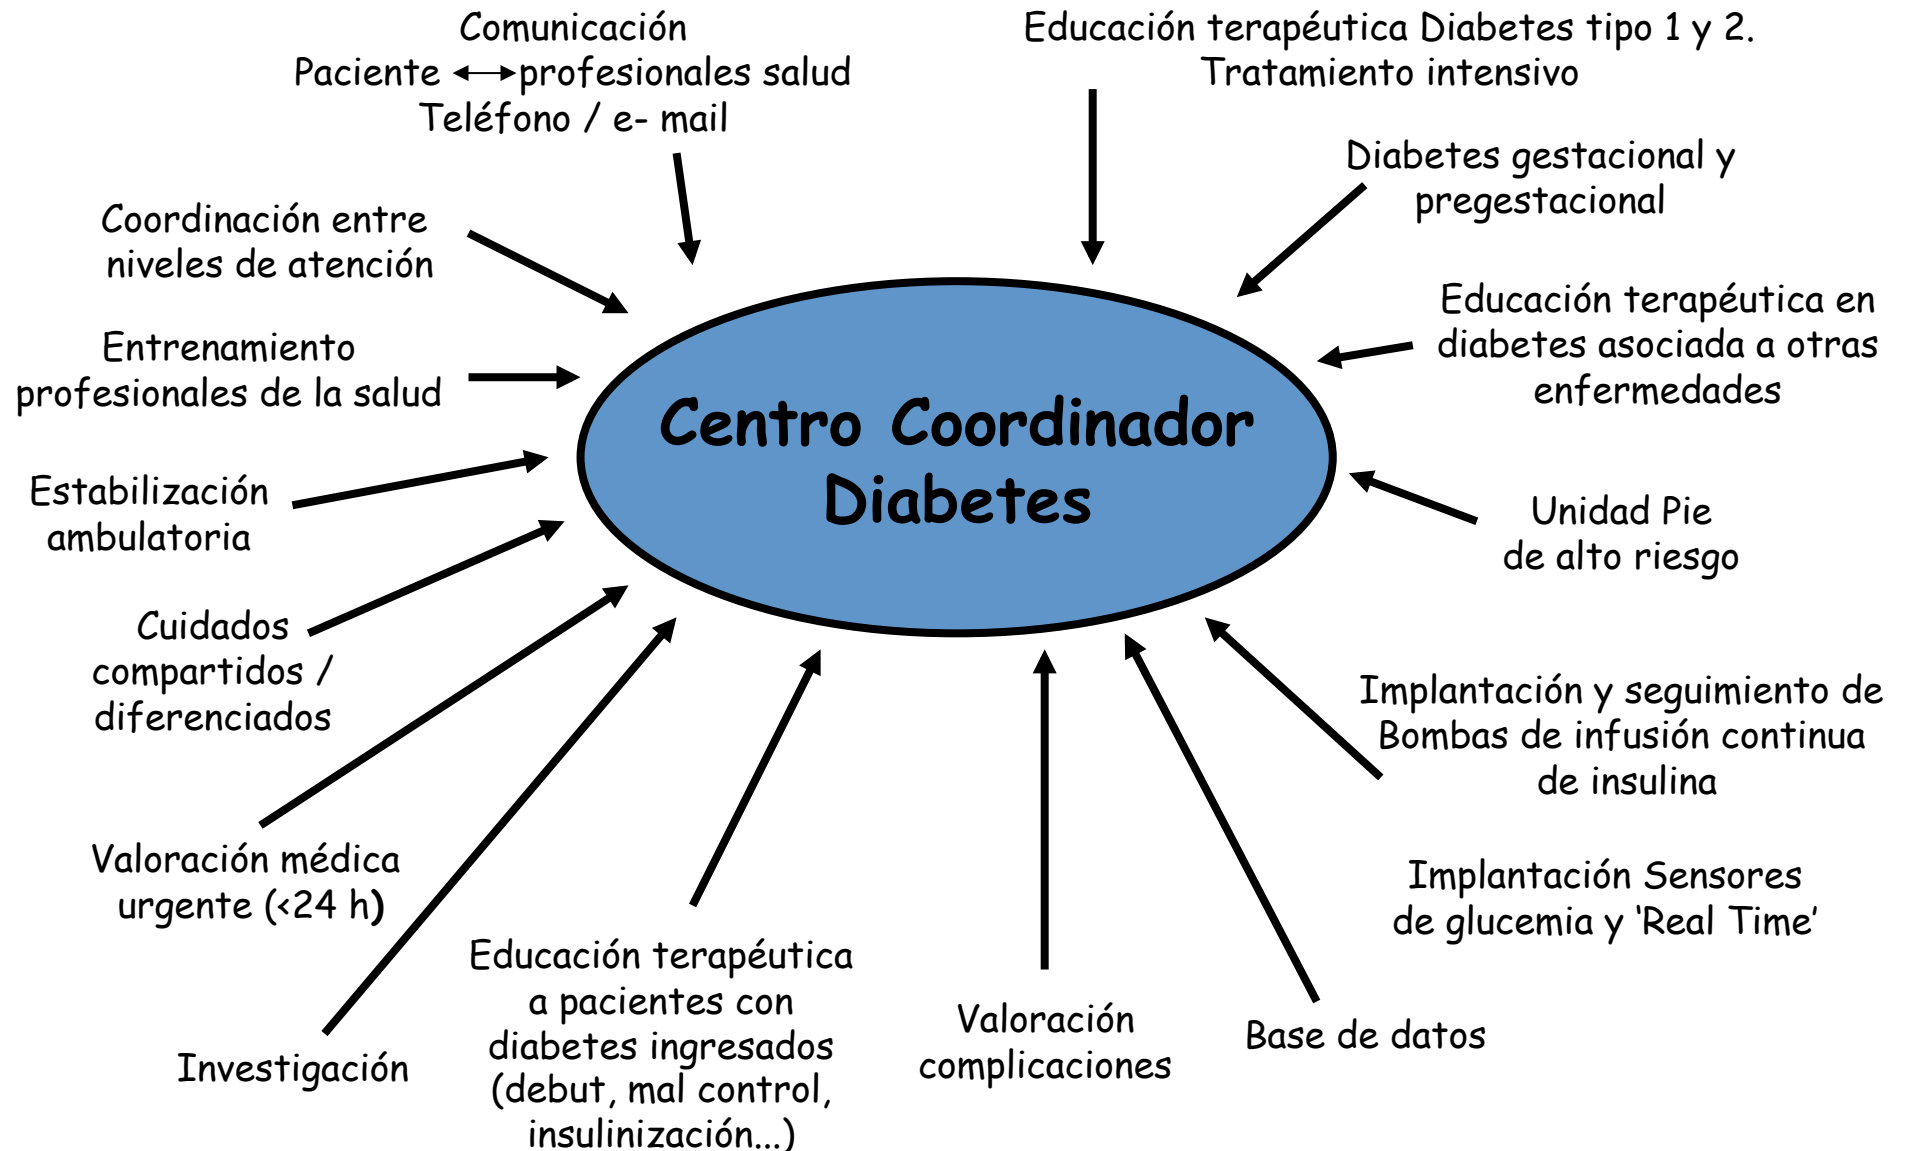 Comunicación
Paciente profesionales salud
Teléfono / e- mail
Educación terapéutica Diabetes tipo 1 y 2.
Tratamiento intensivo
Diabetes gestacional y
pregestacional
Coordinación entre
niveles de atención
Educación terapéutica en
diabetes asociada a otras
enfermedades
Entrenamiento
profesionales de la salud
Centro Coordinador
Diabetes
Estabilización
ambulatoria
Unidad Pie
de alto riesgo
Cuidados
compartidos /
diferenciados
Implantación y seguimiento de
Bombas de infusión continua
de insulina
Valoración médica
urgente (<24 h)
Implantación Sensores
de glucemia y ‘Real Time’
Educación terapéutica
a pacientes con
diabetes ingresados
(debut, mal control,
insulinización...)
Valoración
complicaciones
Base de datos
Investigación